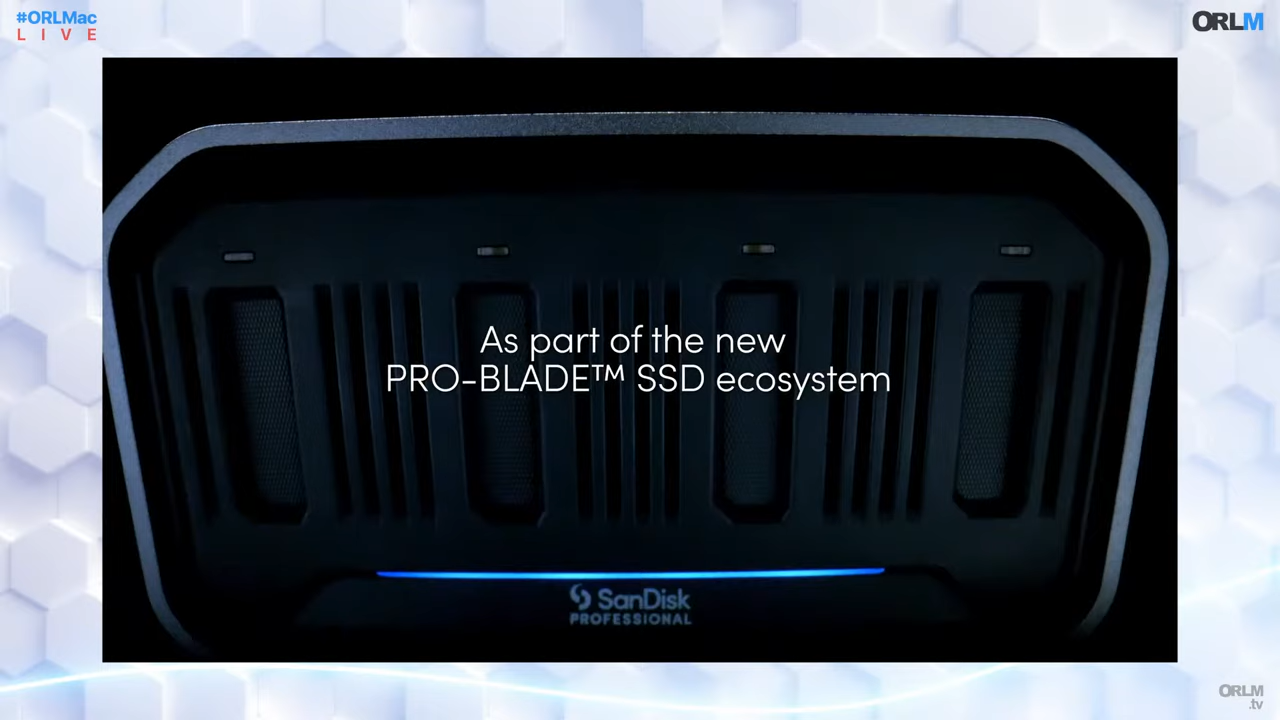 #ORLMac
LIVE
ORLM
As part of the new
PRO-BLADE™ SSD ecosystem
SanDisk
PROFESSIONAL
ORLM
.tv